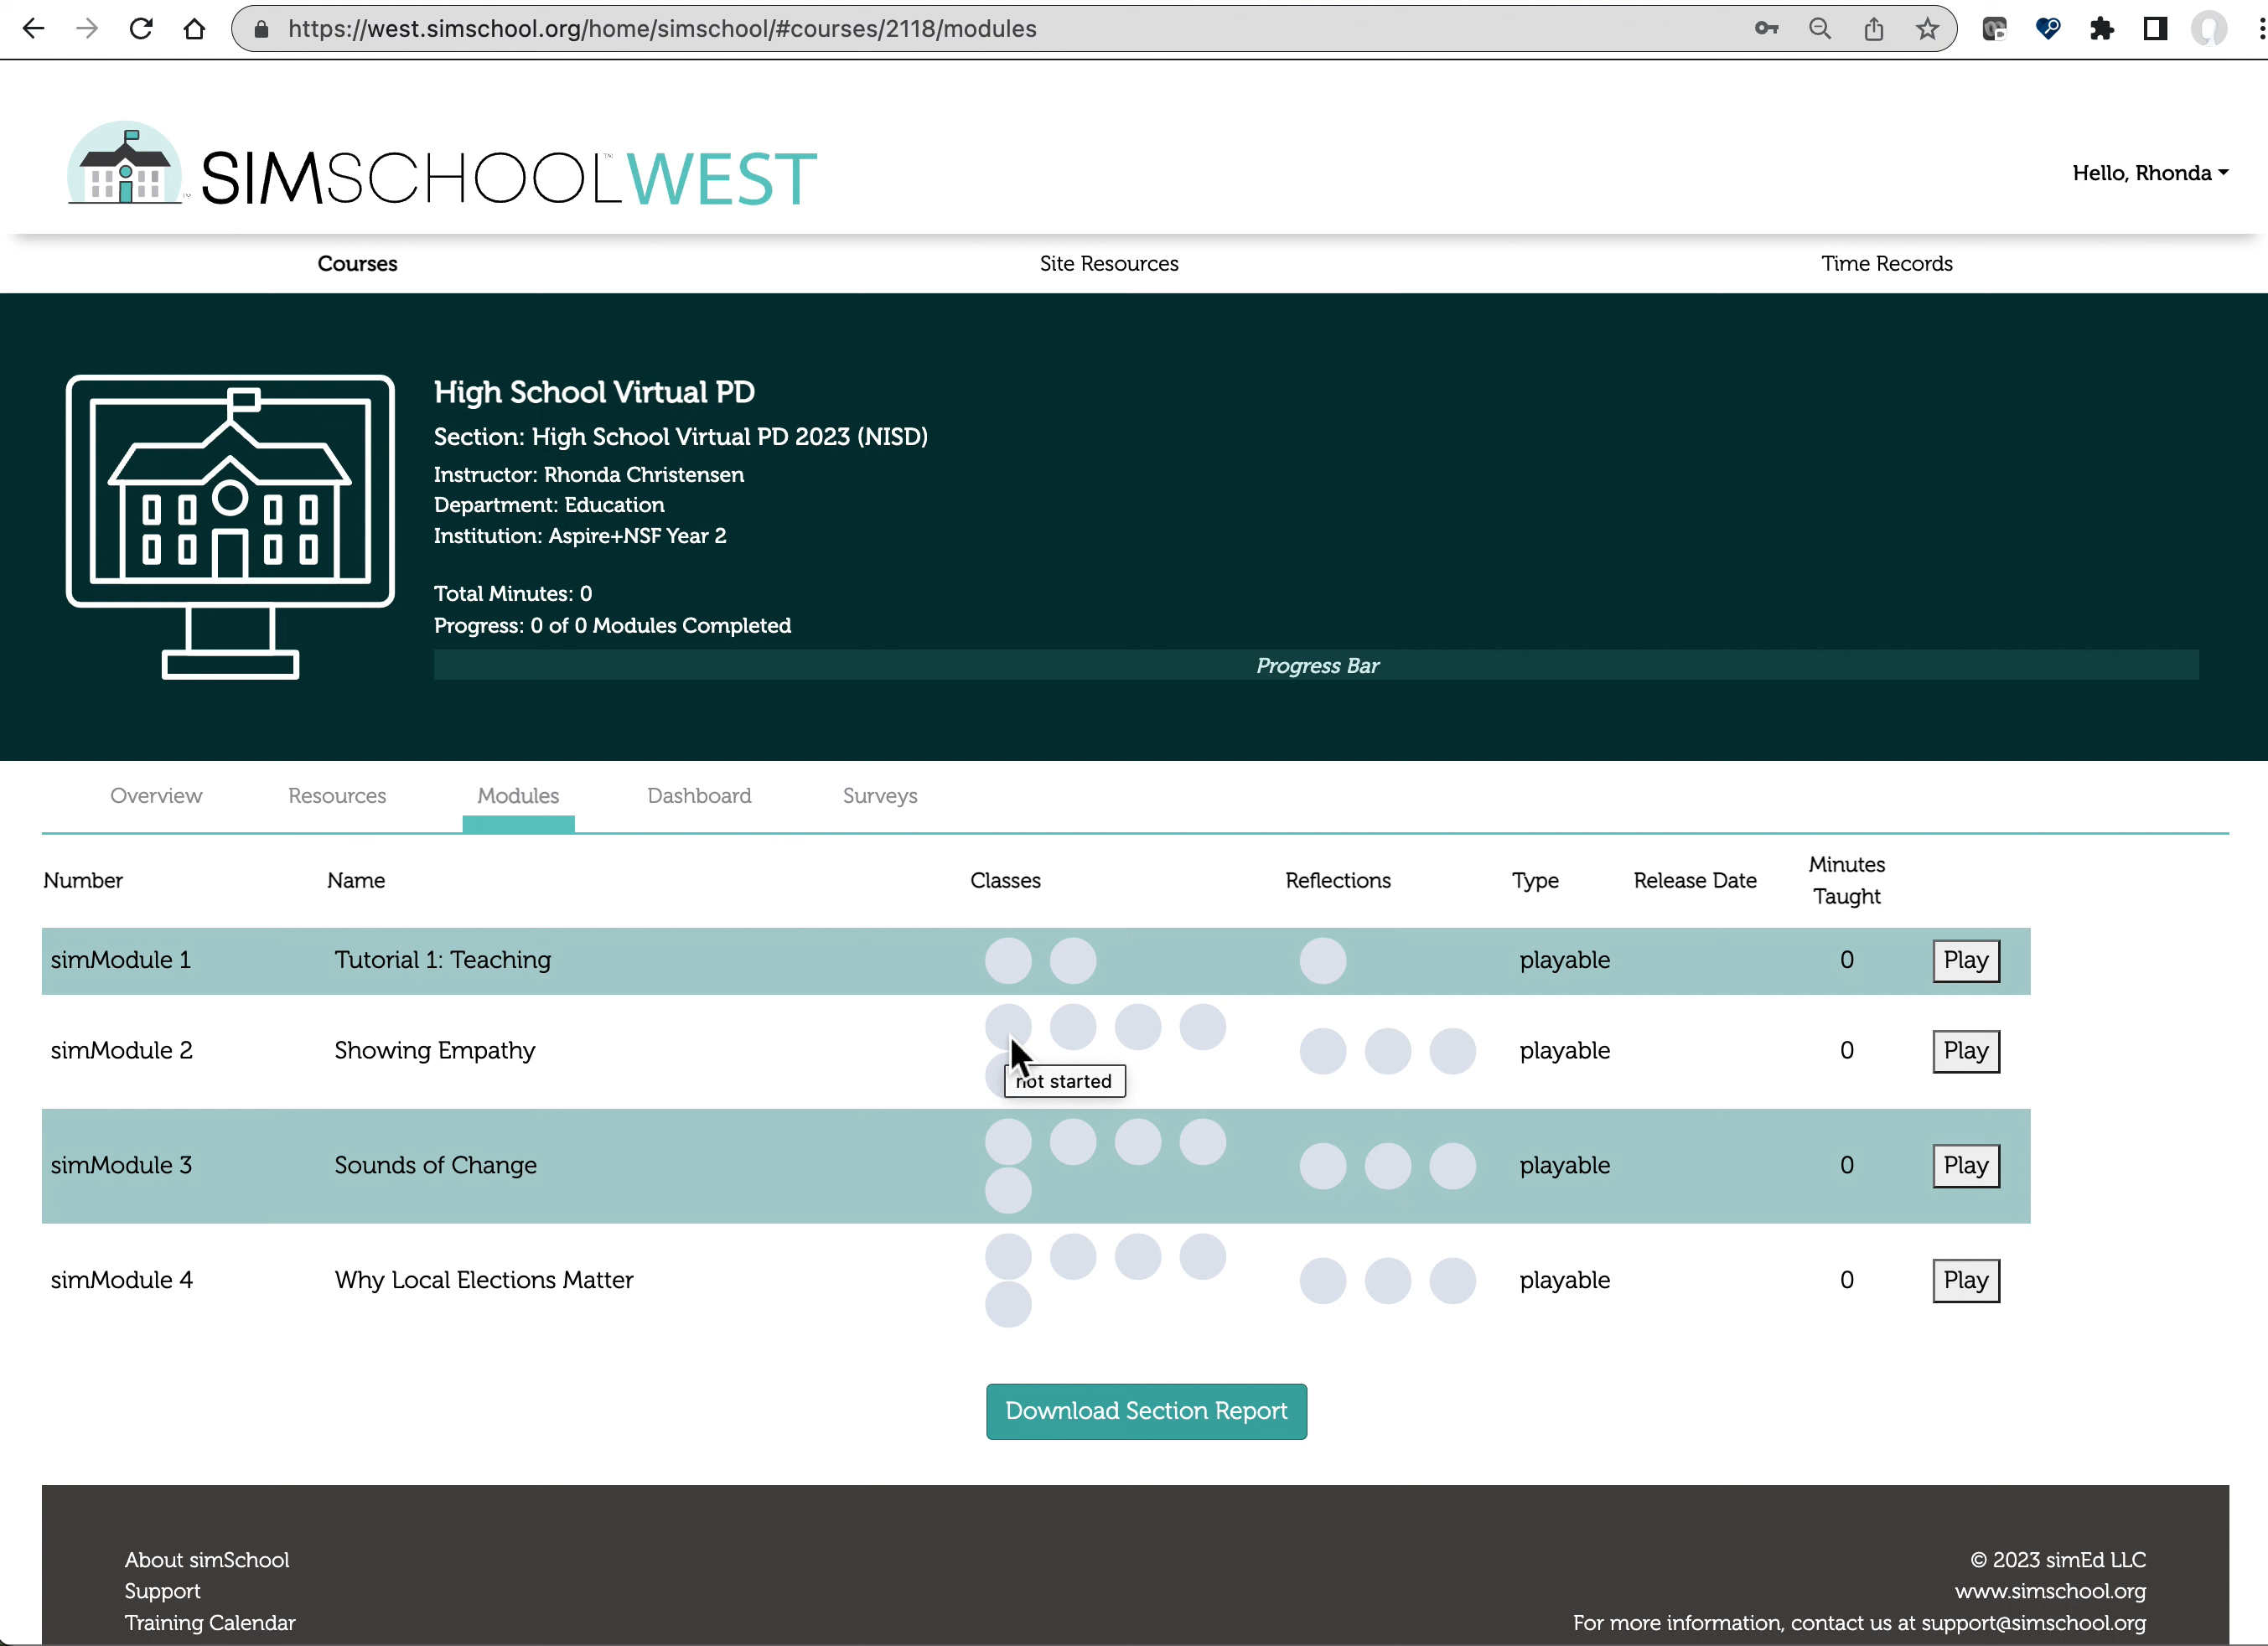 https://west.simschool.org/home/simschool/#courses/2118/modules
SIMSCHOOL™WEST
Hello, Rhonda
Courses
Site Resources
Time Records
High School Virtual PD
Section: High School Virtual PD 2023 (NISD)
Instructor: Rhonda Christensen
Department: Education
Institution: Aspire+NSF Year 2
Total Minutes: 0
Progress: 0 of 0 Modules Completed
Progress Bar
Overview Resources Modules Dashboard Surveys
Number Name Classes Reflections Type Release Date Minutes Taught
simModule 1 Tutorial 1: Teaching playable 0 Play
simModule 2 Showing Empathy playable 0 Play
not started
simModule 3 Sounds of Change playable 0 Play
simModule 4 Why Local Elections Matter playable 0 Play
Download Section Report
About simSchool
Support
Training Calendar
© 2023 simEd LLC
www.simschool.org
For more information, contact us at support@simschool.org